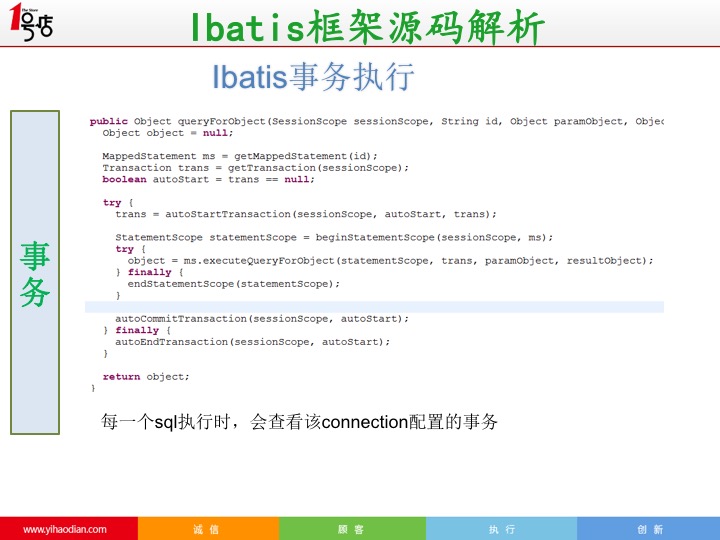 1号店
The Store
Ibatis框架源码解析
Ibatis事务执行
事务
public Object queryForObject(SessionScope sessionScope, String id, Object paramObject, Objec
Object object = null;
MappedStatement ms = getMappedStatement(id);
Transaction trans = getTransaction(sessionScope);
boolean autoStart = trans == null;
try {
trans = autoStartTransaction(sessionScope, autoStart, trans);
StatementScope statementScope = beginStatementScope(sessionScope, ms);
try {
object = ms.executeQueryForObject(statementScope, trans, paramObject, resultObject);
} finally {
endStatementScope(statementScope);
}
autoCommitTransaction(sessionScope, autoStart);
} finally {
autoEndTransaction(sessionScope, autoStart);
}
return object;
}
每一个sql执行时，会查看该connection配置的事务
www.yihaodian.com 诚 信 顾 客 执 行 创 新